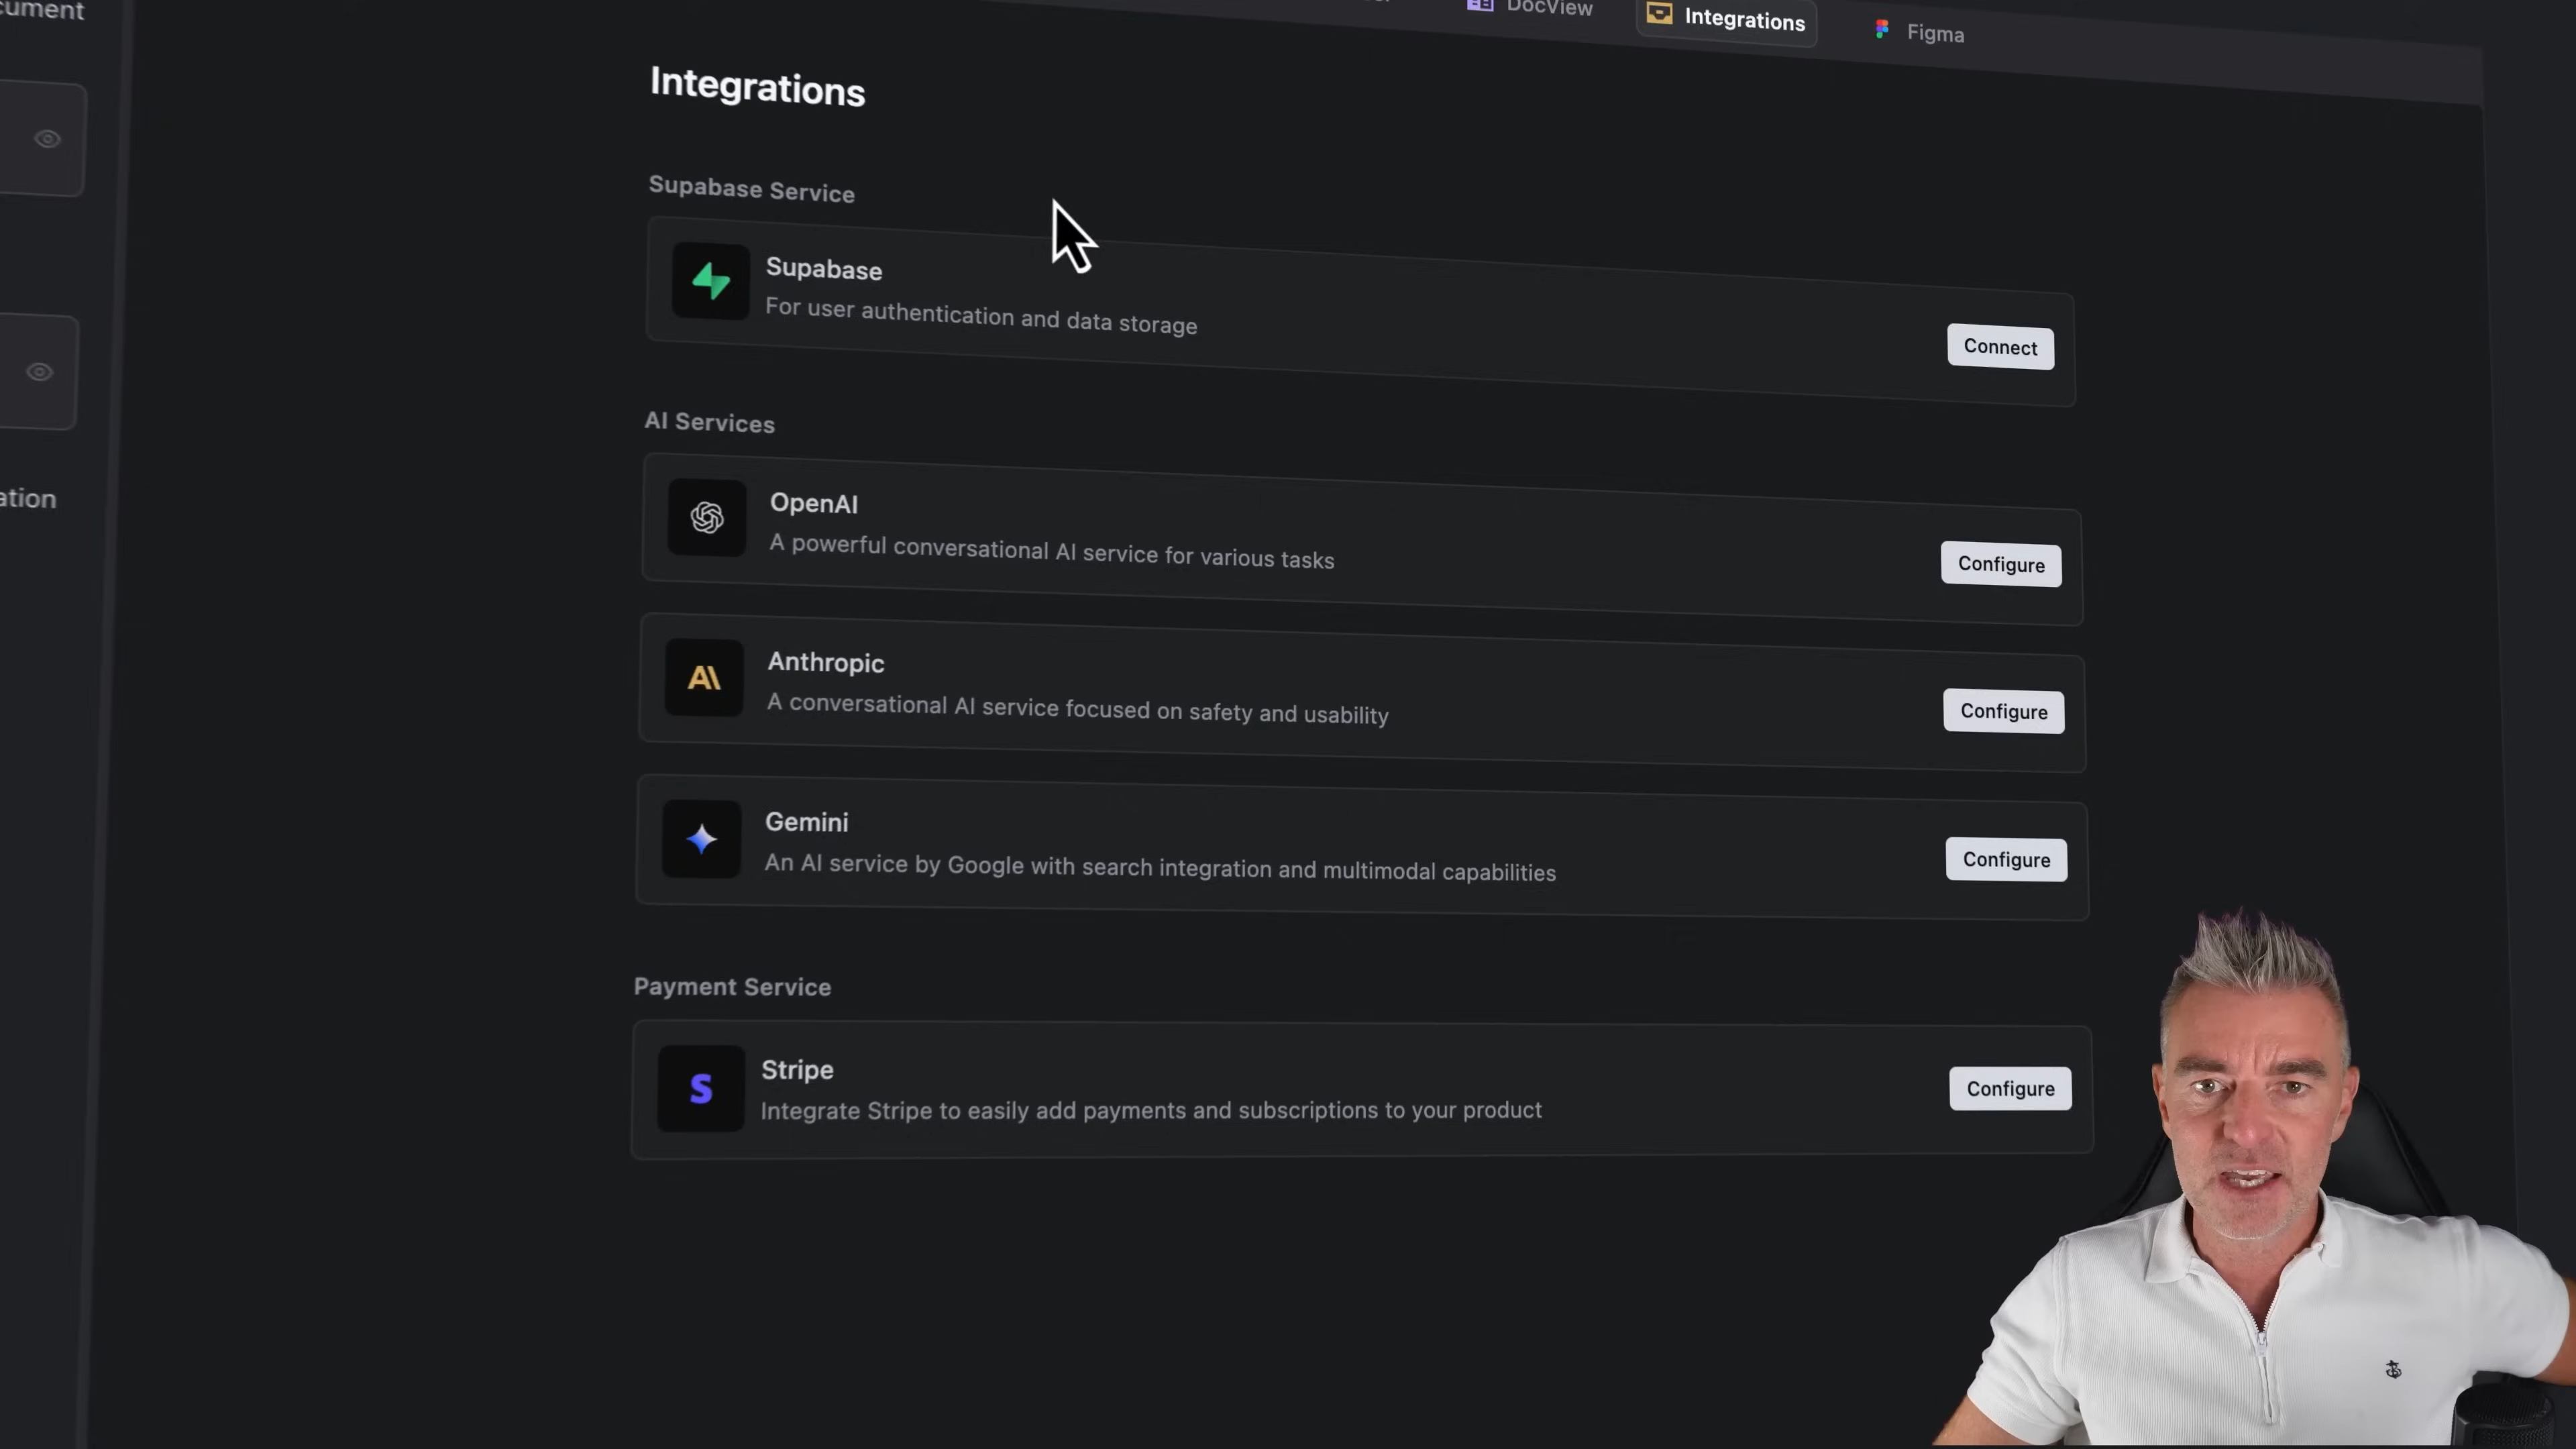 DocView
Integrations
Figma
Integrations
Supabase Service
Supabase
For user authentication and data storage
Connect
AI Services
OpenAI
A powerful conversational AI service for various tasks
Configure
Anthropic
A conversational AI service focused on safety and usability
Configure
Gemini
An AI service by Google with search integration and multimodal capabilities
Configure
Payment Service
Stripe
Integrate Stripe to easily add payments and subscriptions to your product
Configure